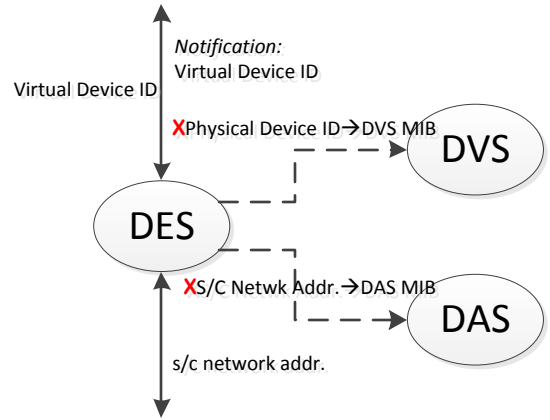 Notification:
Virtual Device ID
Virtual Device ID
XPhysical Device ID→DVS MIB
DVS
DES
XS/C Netwk Addr.→DAS MIB
DAS
s/c network addr.